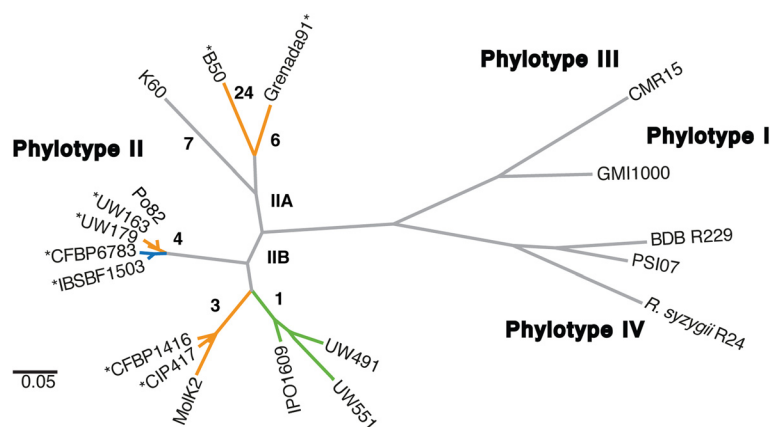 *B50
Grenada91*
K60
24
6
7
Phylotype III
CMR15
Phylotype I
GMI1000
Phylotype II
IIA
Po82
*UW163
*UW179
4
*CFBP6783
*IBSBF1503
IIB
BDB R229
PSI07
R. syzygii R24
Phylotype IV
3
1
*CFBP1416
*CIP417
MolK2
IPO1609
UW491
UW551
0.05